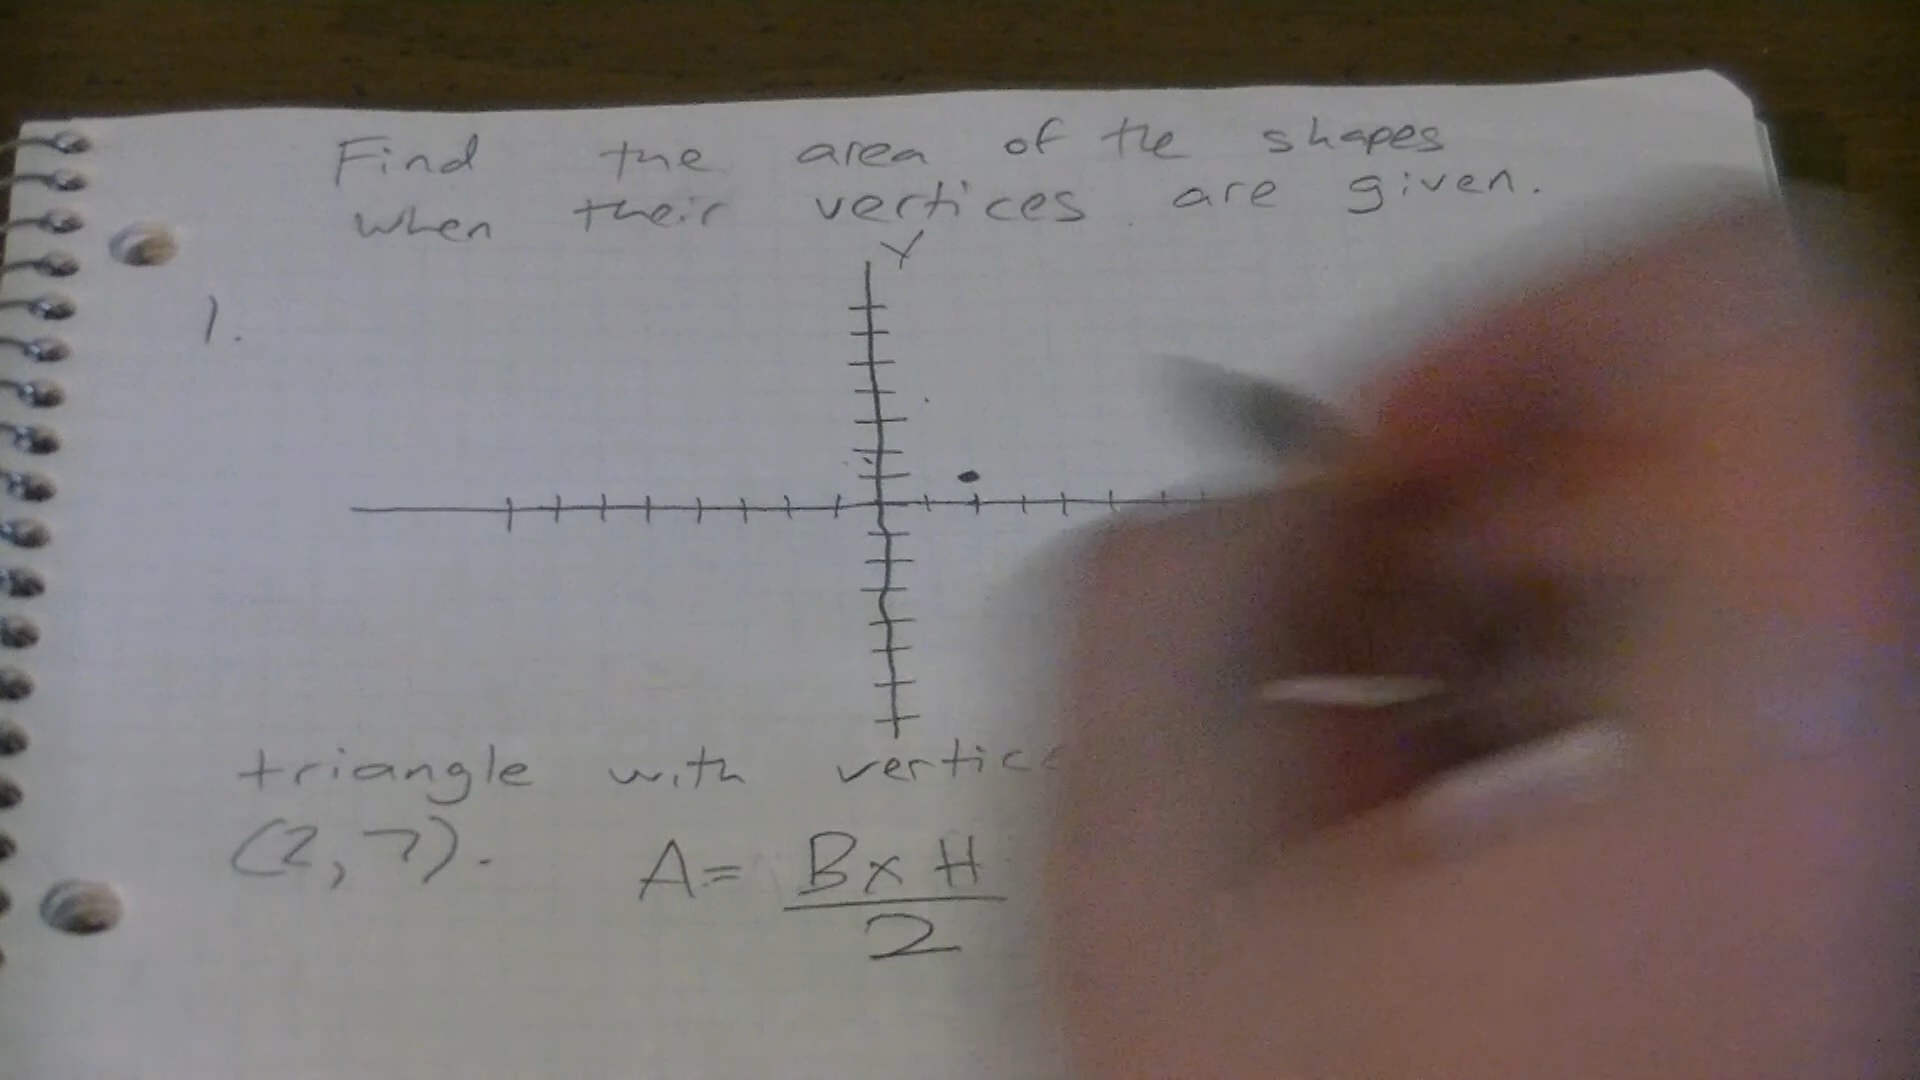 Find the area of the shapes
when their vertices are given.
Y
1.
triangle with
(2, 7). A = B x H
2